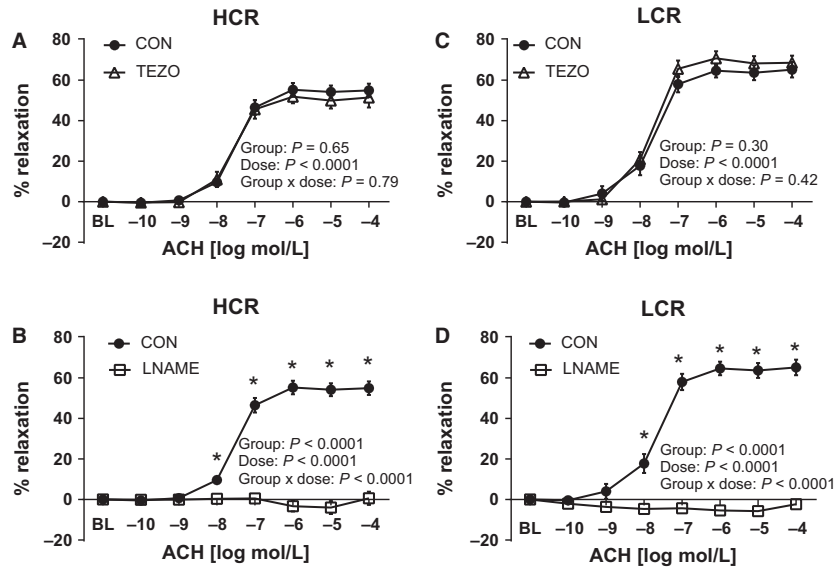 HCR
A
CON
TEZO
80
60
40
20
0
–20
% relaxation
Group: P = 0.65
Dose: P < 0.0001
Group x dose: P = 0.79
BL –10 –9 –8 –7 –6 –5 –4
ACH [log mol/L]
LCR
C
CON
TEZO
80
60
40
20
0
–20
% relaxation
Group: P = 0.30
Dose: P < 0.0001
Group x dose: P = 0.42
BL –10 –9 –8 –7 –6 –5 –4
ACH [log mol/L]
HCR
B
CON
LNAME
80
60
40
20
0
–20
% relaxation
* * * * *
Group: P < 0.0001
Dose: P < 0.0001
Group x dose: P < 0.0001
BL –10 –9 –8 –7 –6 –5 –4
ACH [log mol/L]
LCR
D
CON
LNAME
80
60
40
20
0
–20
% relaxation
* * * * *
Group: P < 0.0001
Dose: P < 0.0001
Group x dose: P < 0.0001
BL –10 –9 –8 –7 –6 –5 –4
ACH [log mol/L]